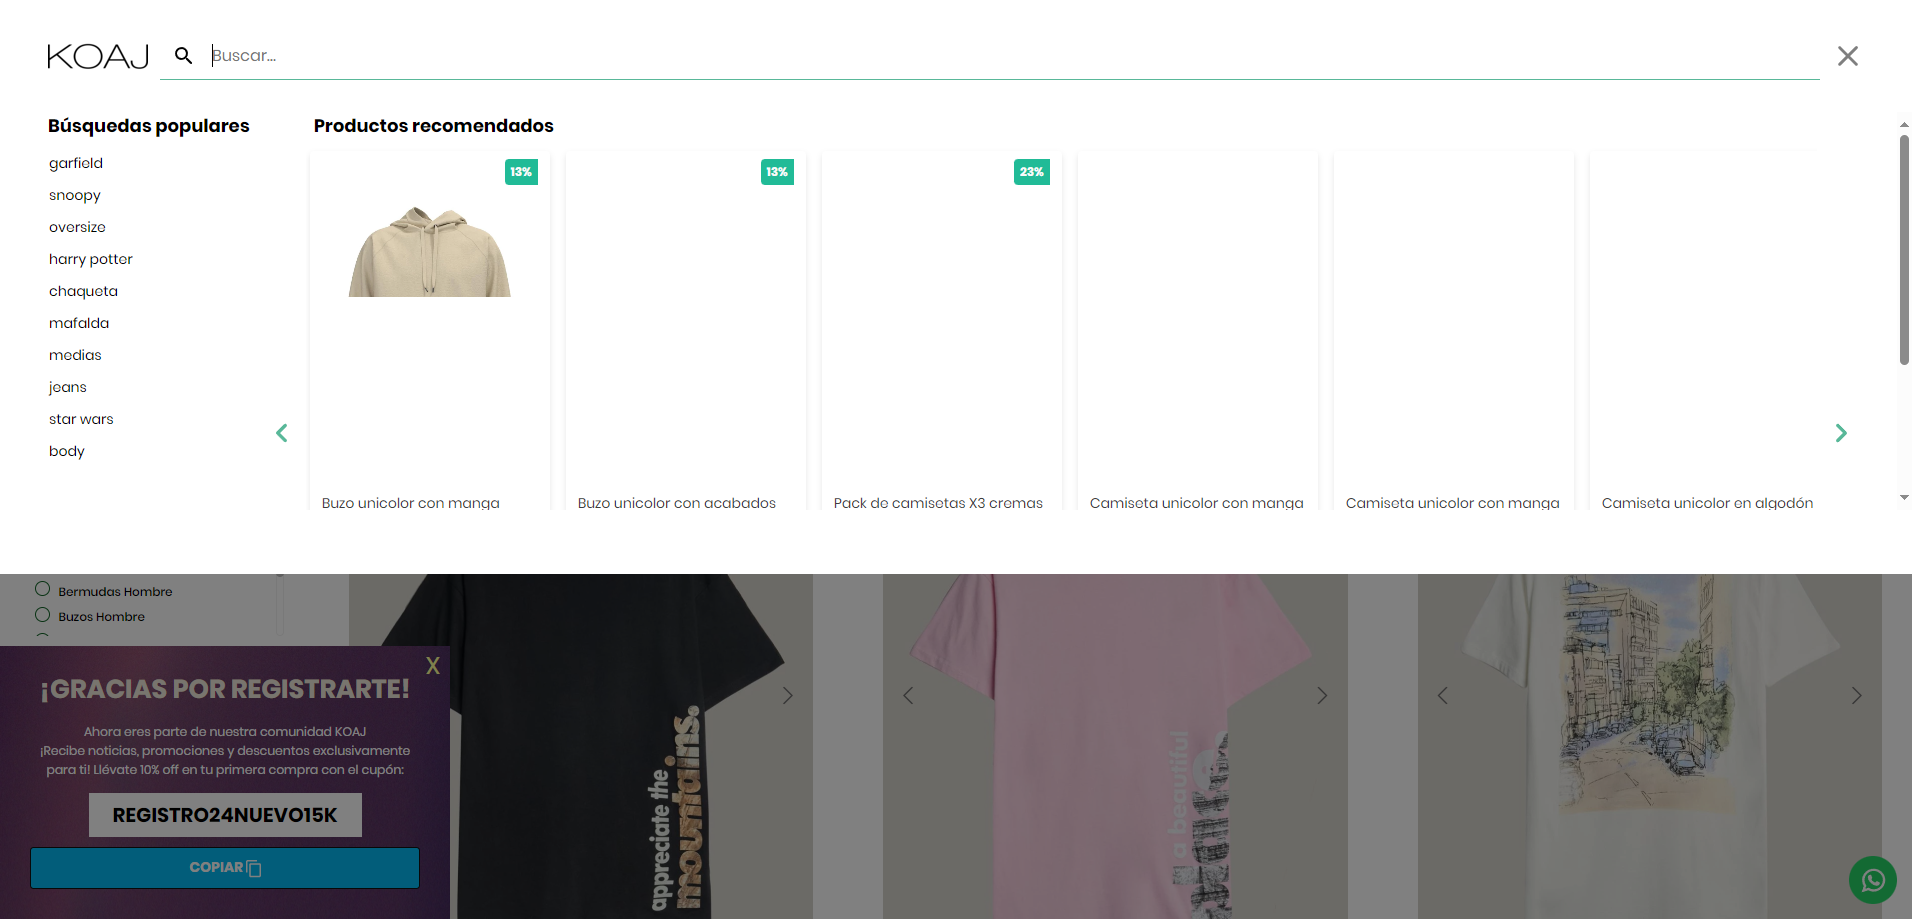 KOAJ
Buscar...
Búsquedas populares
garfield
snoopy
oversize
harry potter
chaqueta
mafalda
medias
jeans
star wars
body
Productos recomendados
13%
13%
23%
Buzo unicolor con manga
Buzo unicolor con acabados
Pack de camisetas X3 cremas
Camiseta unicolor con manga
Camiseta unicolor con manga
Camiseta unicolor en algodón
Bermudas Hombre
Buzos Hombre
X
¡GRACIAS POR REGISTRARTE!
Ahora eres parte de nuestra comunidad KOAJ
¡Recibe noticias, promociones y descuentos exclusivamente
para ti! Llévate 10% off en tu primera compra con el cupón:
REGISTRO24NUEVO15K
COPIAR
appreciate the
mountains.
a beautiful